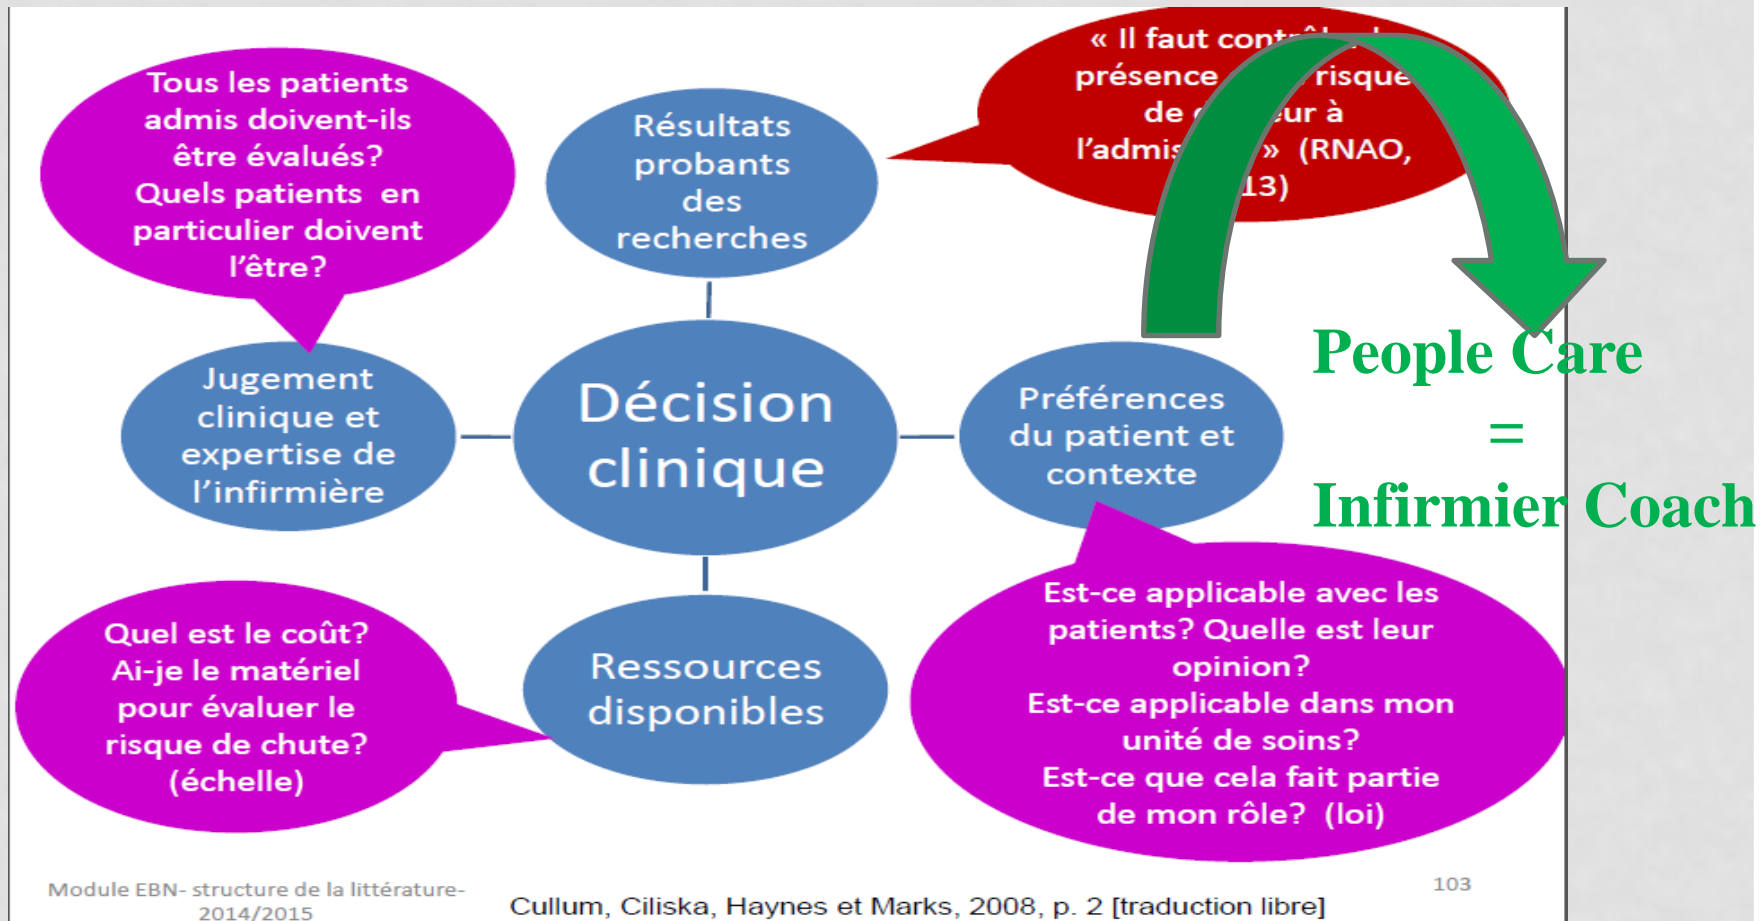 Tous les patients
admis doivent-ils
être évalués?
Quels patients en
particulier doivent
l’être?
Résultats
probants
des
recherches
« Il faut
présence risque
de à
» (RNAO,
Jugement
clinique et
expertise de
l’infirmière
Décision
clinique
Préférences
du patient et
contexte
People Care
=
Infirmier Coach
Quel est le coût?
Ai-je le matériel
pour évaluer le
risque de chute?
(échelle)
Ressources
disponibles
Est-ce applicable avec les
patients? Quelle est leur
opinion?
Est-ce applicable dans mon
unité de soins?
Est-ce que cela fait partie
de mon rôle? (loi)
Module EBN- structure de la littérature-
2014/2015
Cullum, Ciliska, Haynes et Marks, 2008, p. 2 [traduction libre]
103